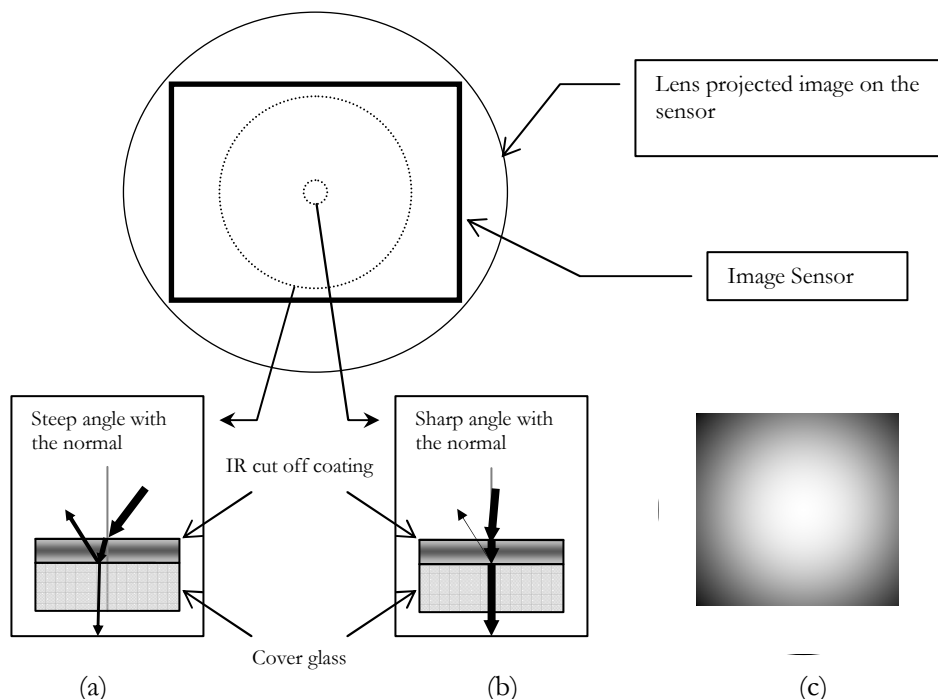 Lens projected image on the
sensor
Image Sensor
Steep angle with
the normal
IR cut off coating
Sharp angle with
the normal
Cover glass
(a)
(b)
(c)